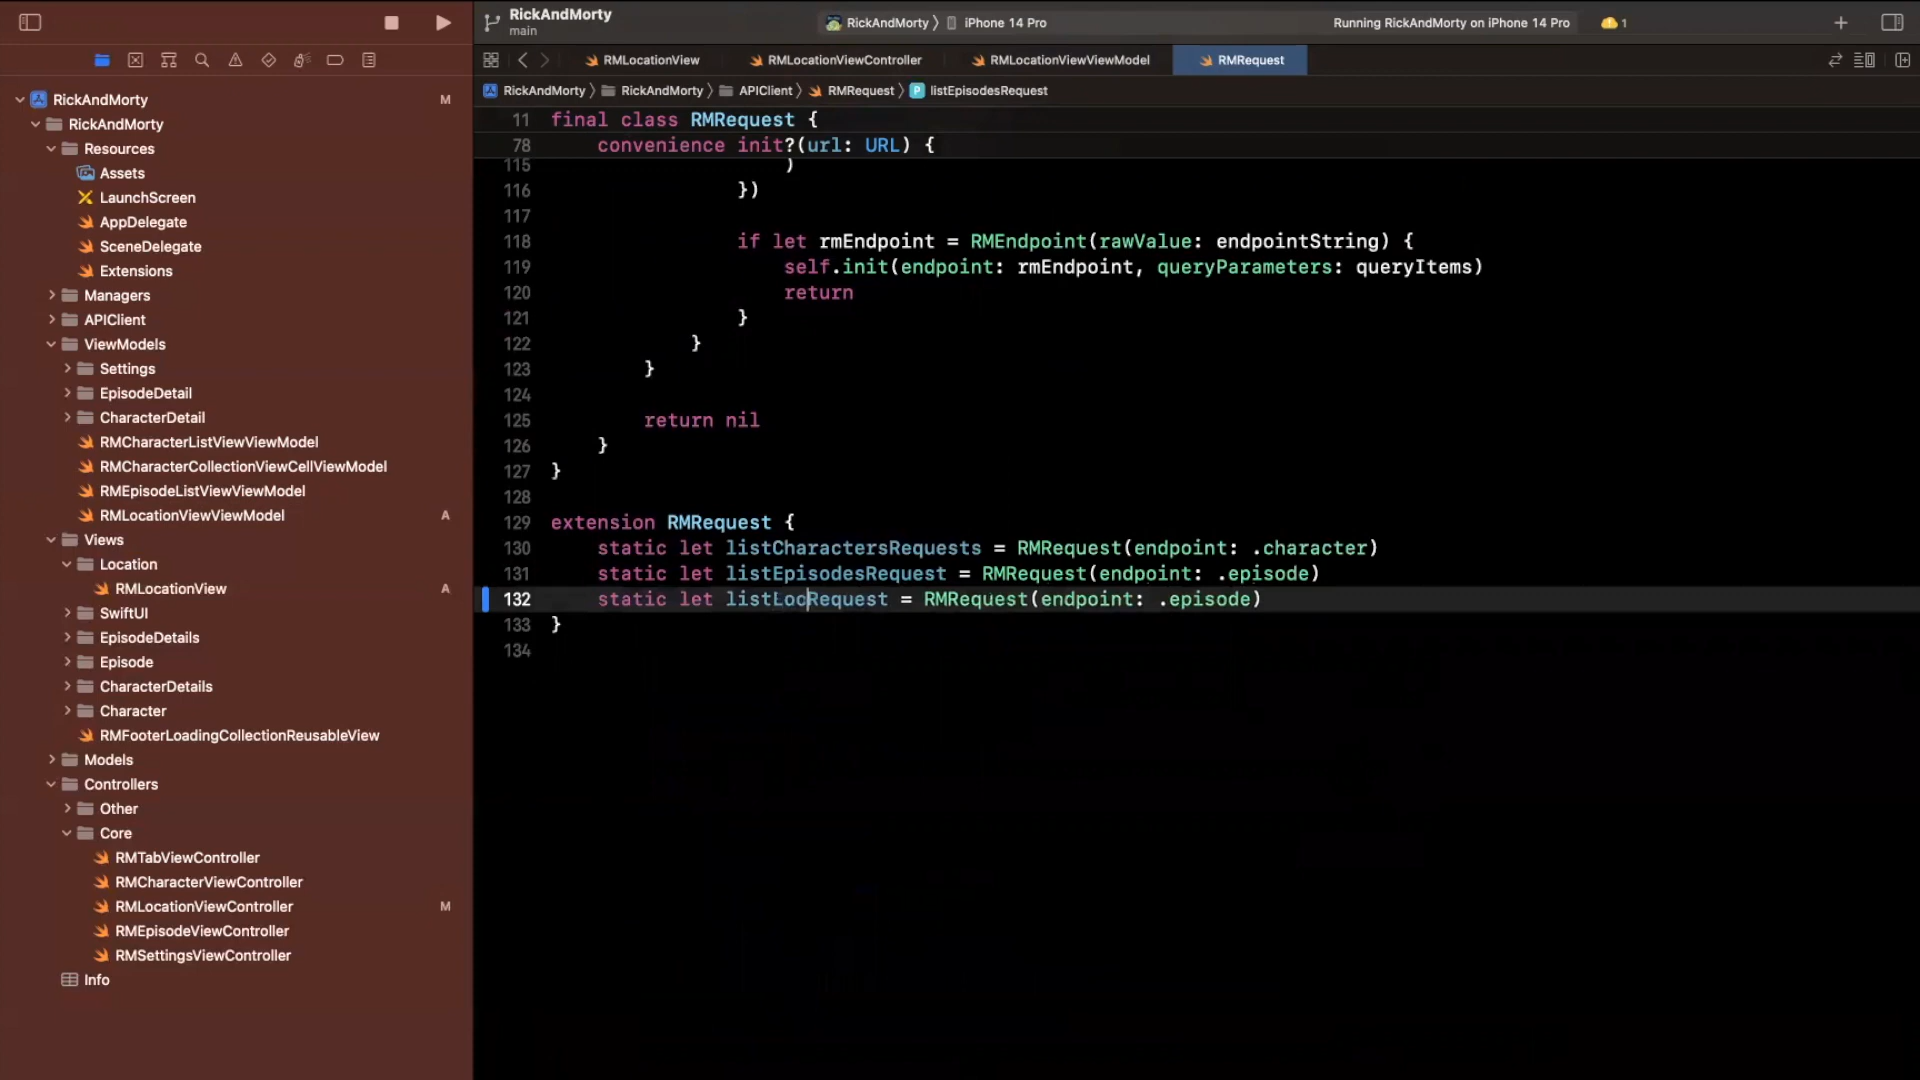 RickAndMorty
main
RickAndMorty
iPhone 14 Pro
Running RickAndMorty on iPhone 14 Pro
1
RMLocationView
RMLocationViewController
RMLocationViewViewModel
RMRequest
RickAndMorty
RickAndMorty
APIClient
RMRequest
P
listEpisodesRequest
RickAndMorty M
RickAndMorty
Resources
Assets
LaunchScreen
AppDelegate
SceneDelegate
Extensions
Managers
APIClient
ViewModels
Settings
EpisodeDetail
CharacterDetail
RMCharacterListViewViewModel
RMCharacterCollectionViewCellViewModel
RMEpisodeListViewViewModel
RMLocationViewViewModel A
Views
Location
RMLocationView A
SwiftUI
EpisodeDetails
Episode
CharacterDetails
Character
RMFooterLoadingCollectionReusableView
Models
Controllers
Other
Core
RMTabViewController
RMCharacterViewController
RMLocationViewController M
RMEpisodeViewController
RMSettingsViewController
Info
11 final class RMRequest {
78 convenience init?(url: URL) {
115 )
116 })
117
118 if let rmEndpoint = RMEndpoint(rawValue: endpointString) {
119 self.init(endpoint: rmEndpoint, queryParameters: queryItems)
120 return
121 }
122 }
123 }
124
125 return nil
126 }
127 }
128
129 extension RMRequest {
130 static let listCharactersRequests = RMRequest(endpoint: .character)
131 static let listEpisodesRequest = RMRequest(endpoint: .episode)
132 static let listLocRequest = RMRequest(endpoint: .episode)
133 }
134